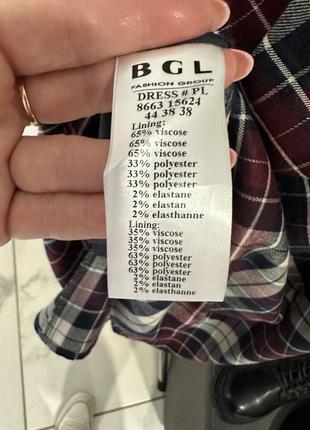 BGL
FASHION GROUP
DRESS # PL
8663 15624
44 38 38
Lining:
65% viscose
65% viscose
65% viscose
33% polyester
33% polyester
33% polyester
2% elastane
2% elastan
2% elasthanne
Lining:
35% viscose
35% viscose
35% viscose
63% polyester
63% polyester
63% polyester
2% elastane
2% elastan
2% elasthanne